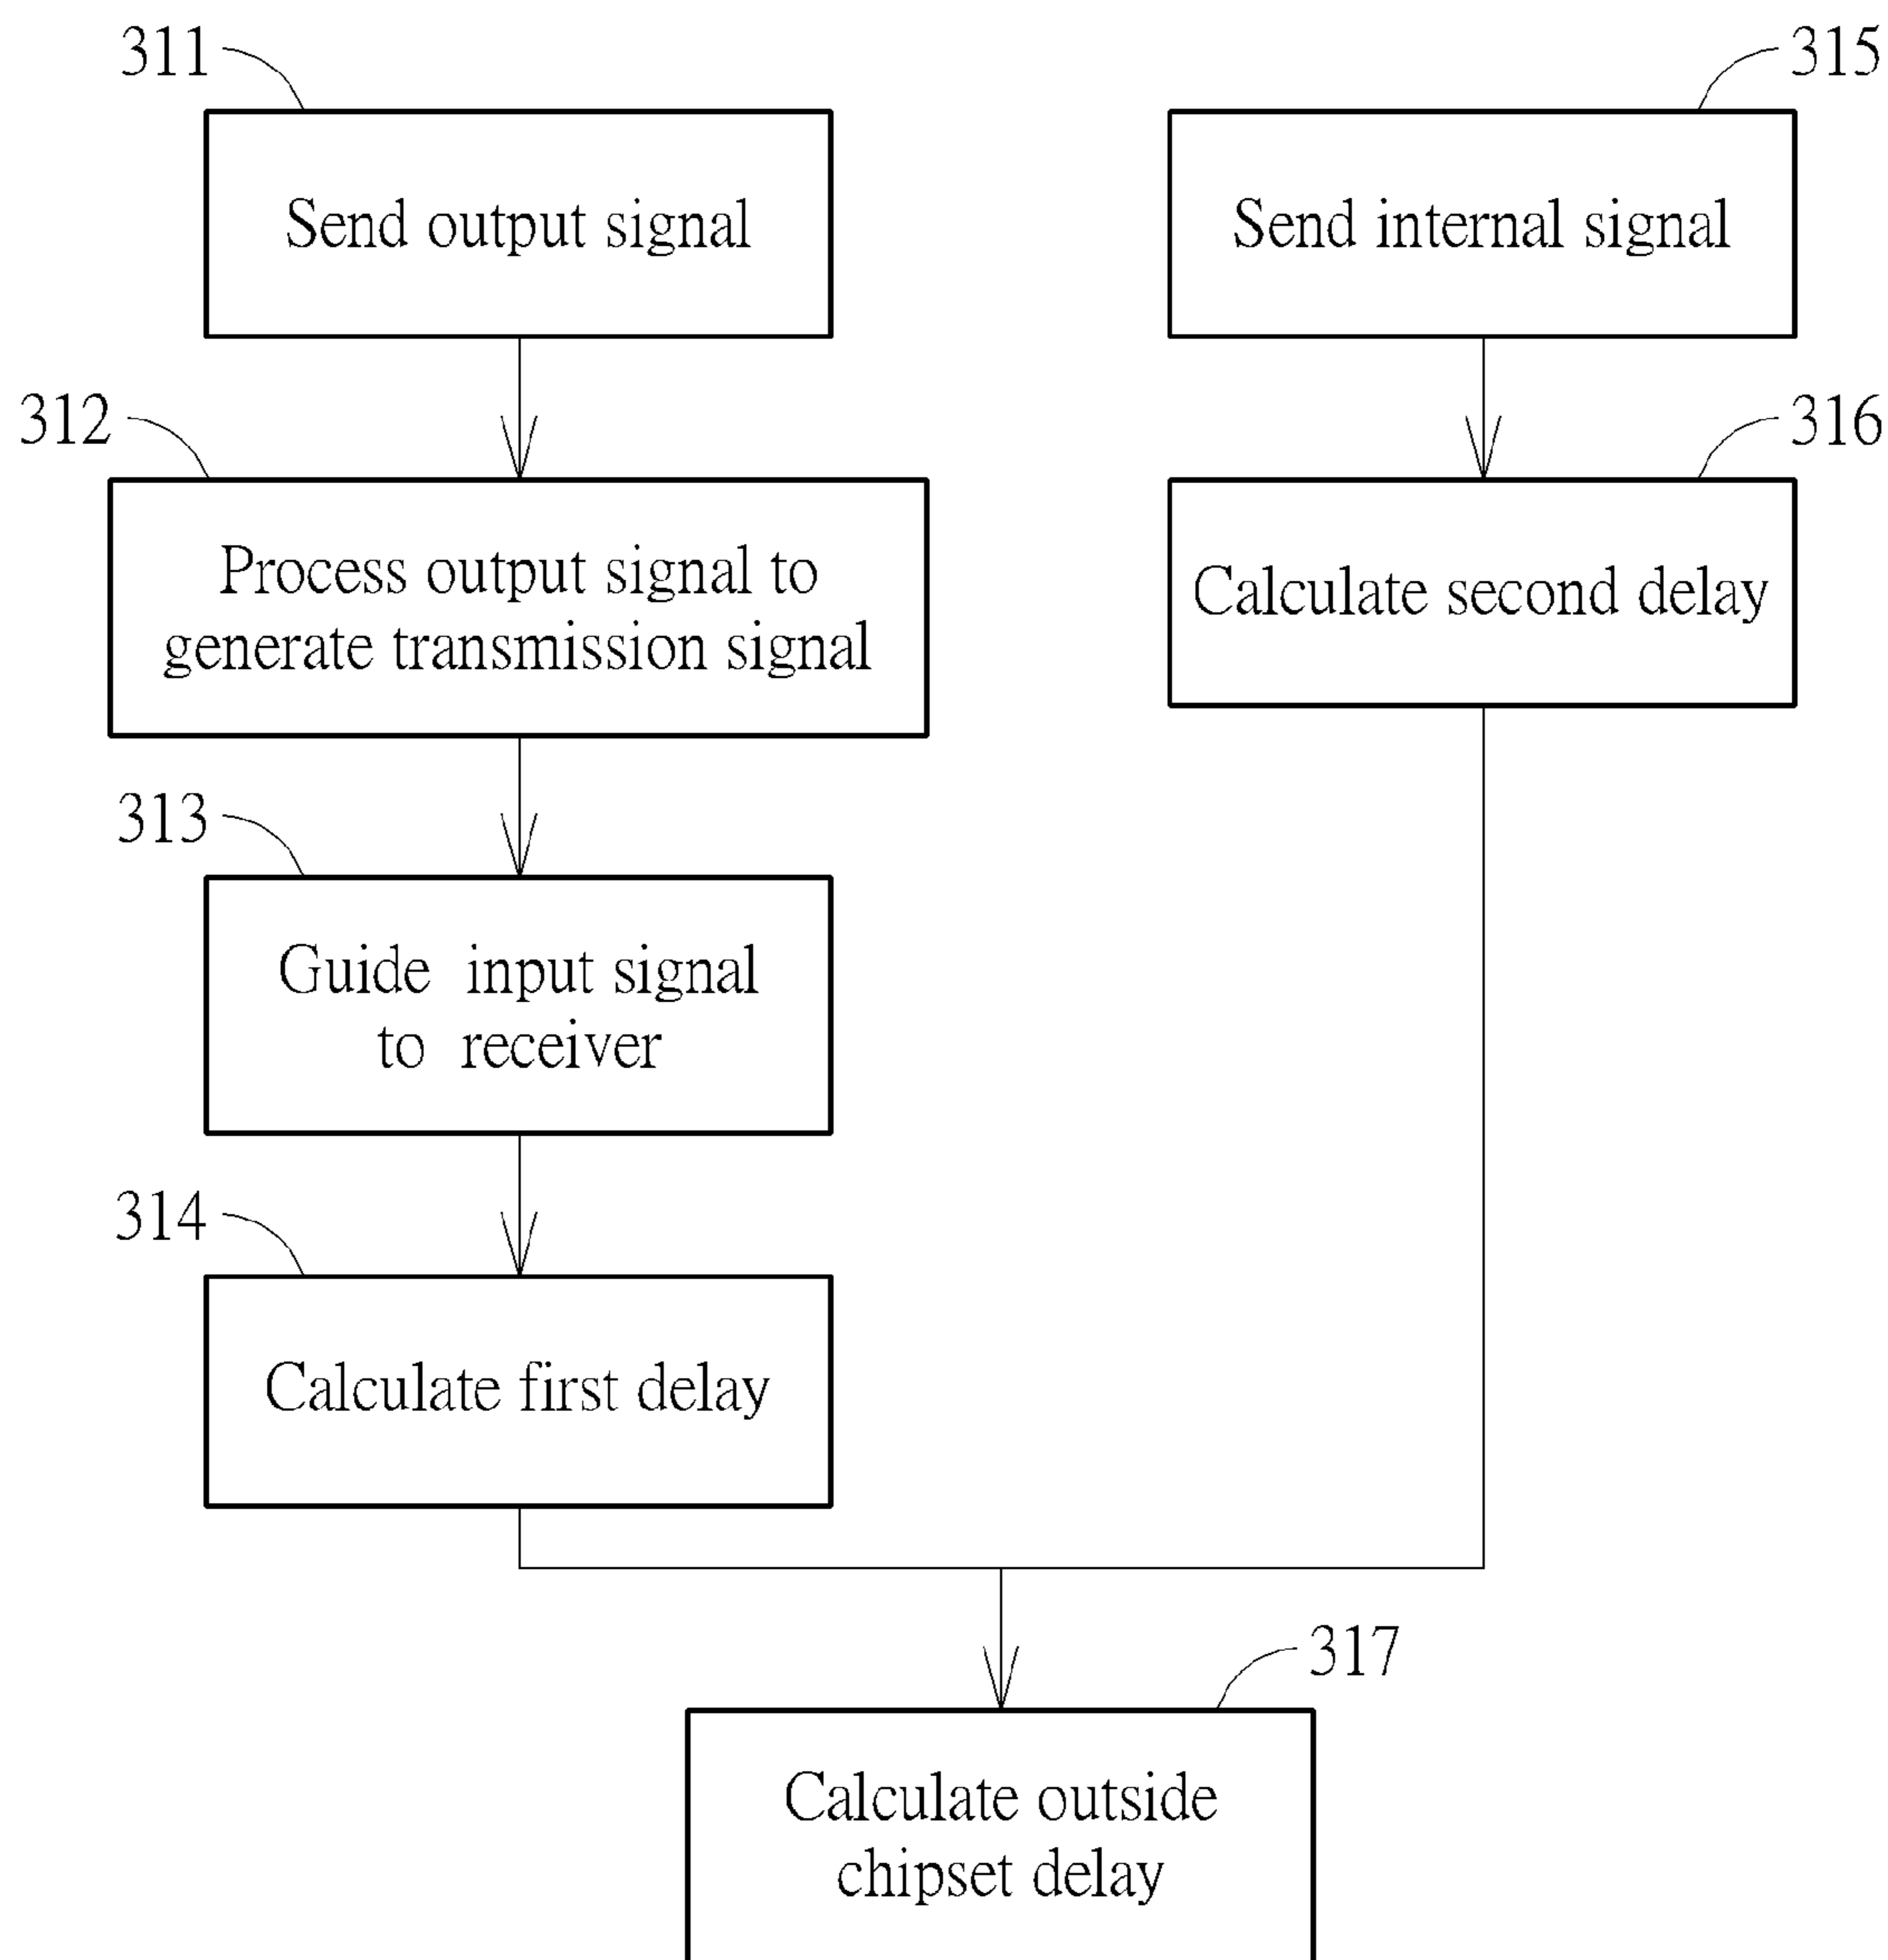 311
Send output signal
312
Process output signal to
generate transmission signal
313
Guide input signal
to receiver
314
Calculate first delay
315
Send internal signal
316
Calculate second delay
317
Calculate outside
chipset delay